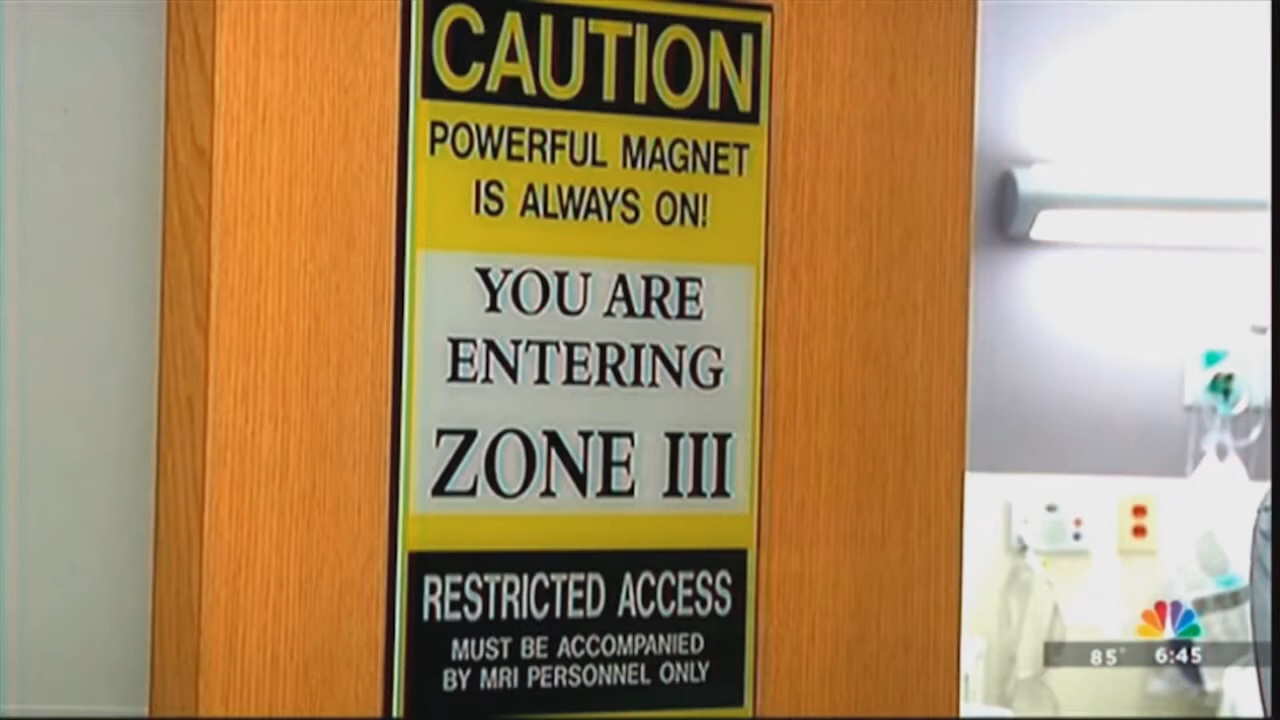 CAUTION
POWERFUL MAGNET
IS ALWAYS ON!
YOU ARE
ENTERING
ZONE III
RESTRICTED ACCESS
MUST BE ACCOMPANIED
BY MRI PERSONNEL ONLY
85° 6:45